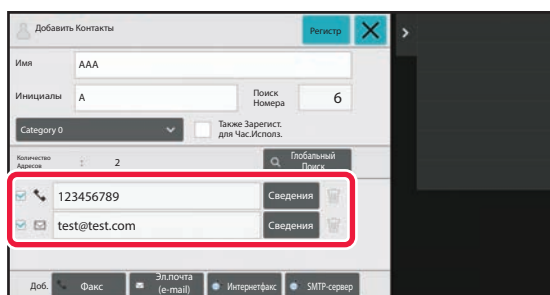 Добавить Контакты
Регистр
Имя
AAA
Инициалы
A
Поиск
Номера
6
Category 0
Также Зарегист.
для Час.Исполз.
Количество
Адресов
:
2
Глобальный
Поиск
123456789
Сведения
test@test.com
Сведения
Доб.
Факс
Эл.почта
(e-mail)
Интернетфакс
SMTP-сервер